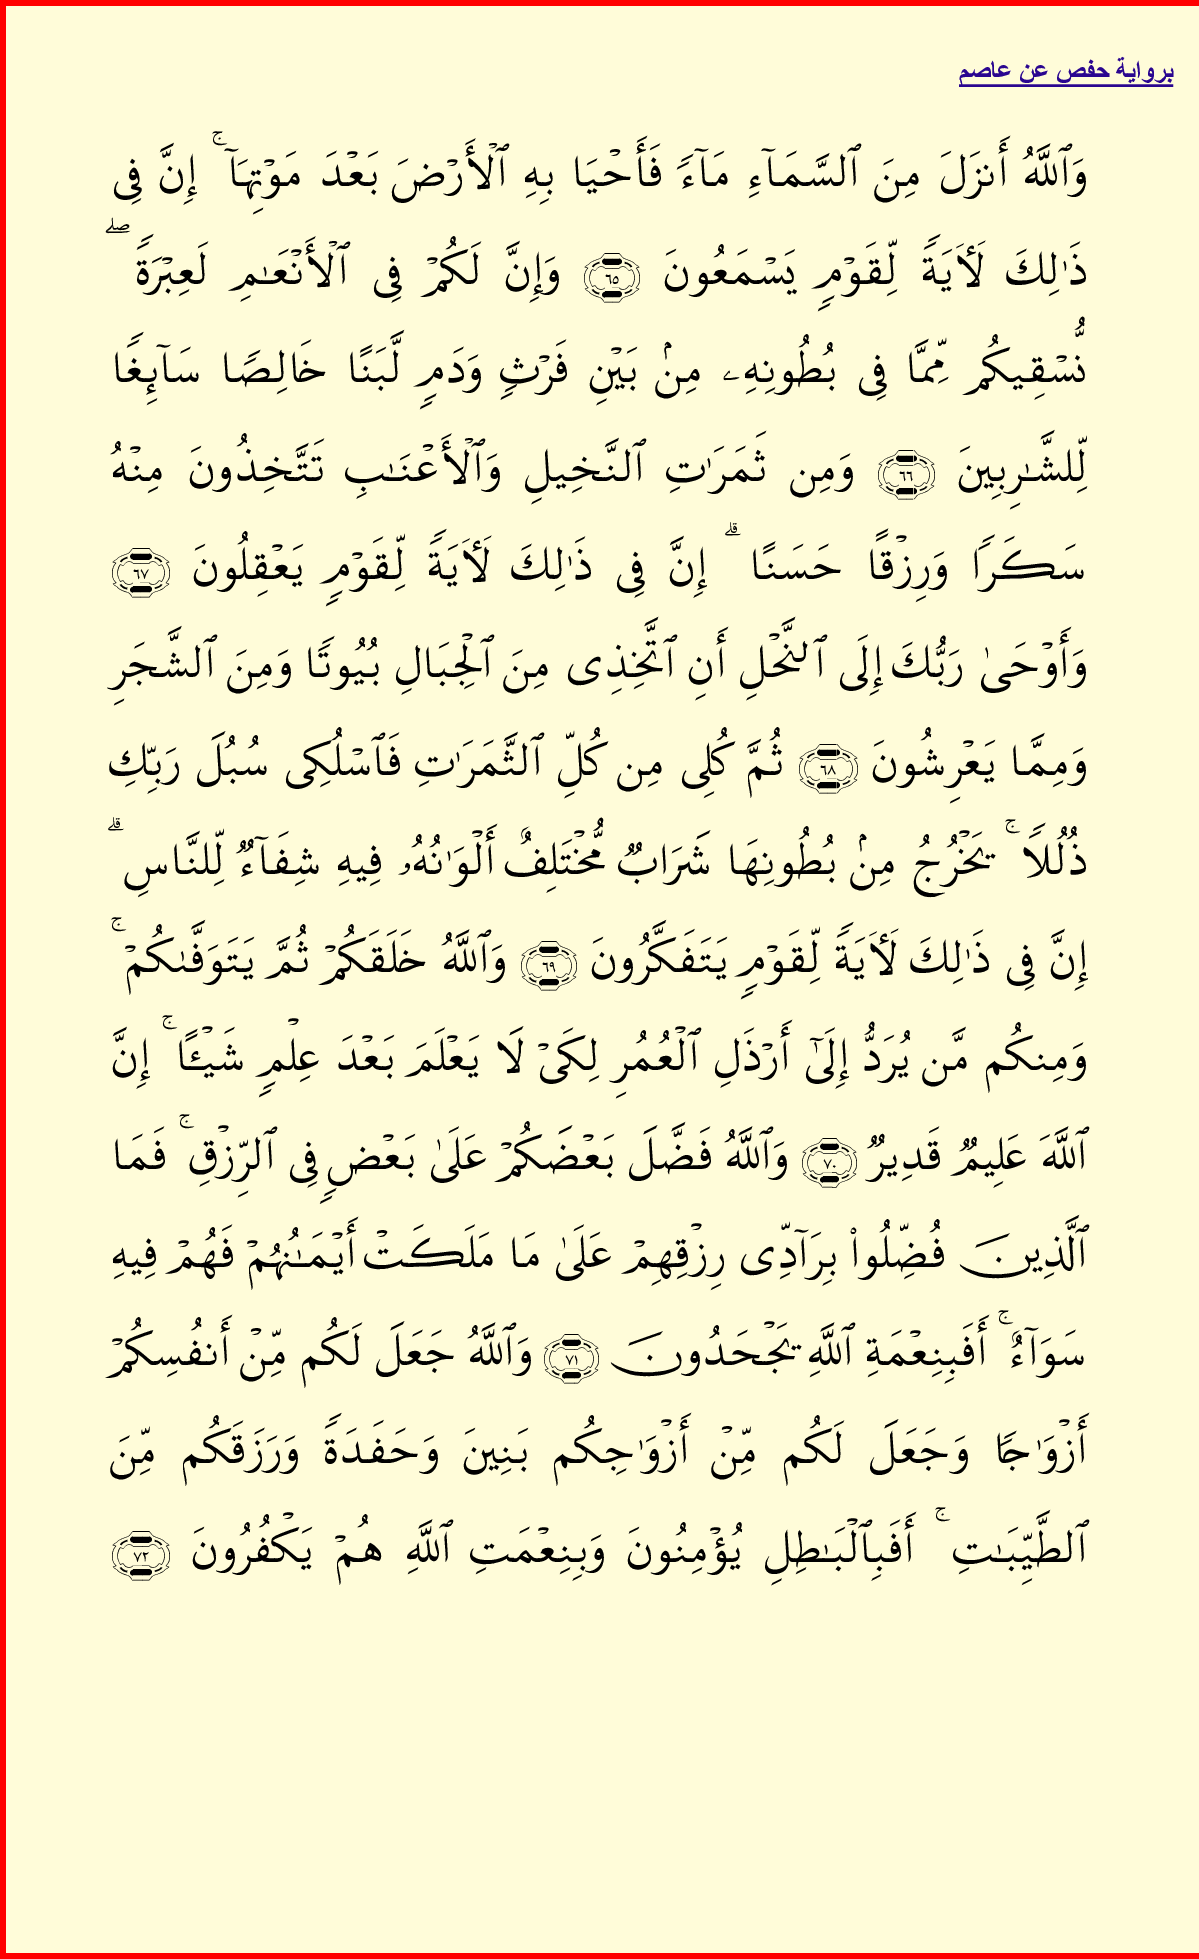 برواية حفص عن عاصم
وَٱللَّهُ أَنزَلَ مِنَ ٱلسَّمَآءِ مَآءً فَأَحْيَا بِهِ ٱلْأَرْضَ بَعْدَ مَوْتِهَآ ۚ إِنَّ فِى
ذَٰلِكَ لَـَٔايَةً لِّقَوْمٍ يَسْمَعُونَ ٦٥ وَإِنَّ لَكُمْ فِى ٱلْأَنْعَـٰمِ لَعِبْرَةً ۖ
نُّسْقِيكُم مِّمَّا فِى بُطُونِهِۦ مِنۢ بَيْنِ فَرْثٍ وَدَمٍ لَّبَنًا خَالِصًا سَآئِغًا
لِّلشَّـٰرِبِينَ ٦٦ وَمِن ثَمَرَٰتِ ٱلنَّخِيلِ وَٱلْأَعْنَـٰبِ تَتَّخِذُونَ مِنْهُ
سَكَرًا وَرِزْقًا حَسَنًا ۗ إِنَّ فِى ذَٰلِكَ لَـَٔايَةً لِّقَوْمٍ يَعْقِلُونَ ٦٧
وَأَوْحَىٰ رَبُّكَ إِلَى ٱلنَّحْلِ أَنِ ٱتَّخِذِى مِنَ ٱلْجِبَالِ بُيُوتًا وَمِنَ ٱلشَّجَرِ
وَمِمَّا يَعْرِشُونَ ٦٨ ثُمَّ كُلِى مِن كُلِّ ٱلثَّمَرَٰتِ فَٱسْلُكِى سُبُلَ رَبِّكِ
ذُلُلًا ۚ يَخْرُجُ مِنۢ بُطُونِهَا شَرَابٌ مُّخْتَلِفٌ أَلْوَٰنُهُۥ فِيهِ شِفَآءٌ لِّلنَّاسِ ۗ
إِنَّ فِى ذَٰلِكَ لَـَٔايَةً لِّقَوْمٍ يَتَفَكَّرُونَ ٦٩ وَٱللَّهُ خَلَقَكُمْ ثُمَّ يَتَوَفَّىٰكُمْ ۚ
وَمِنكُم مَّن يُرَدُّ إِلَىٰٓ أَرْذَلِ ٱلْعُمُرِ لِكَىْ لَا يَعْلَمَ بَعْدَ عِلْمٍ شَيْـًٔا ۚ إِنَّ
ٱللَّهَ عَلِيمٌ قَدِيرٌ ٧٠ وَٱللَّهُ فَضَّلَ بَعْضَكُمْ عَلَىٰ بَعْضٍ فِى ٱلرِّزْقِ ۚ فَمَا
ٱلَّذِينَ فُضِّلُوا۟ بِرَآدِّى رِزْقِهِمْ عَلَىٰ مَا مَلَكَتْ أَيْمَـٰنُهُمْ فَهُمْ فِيهِ
سَوَآءٌ ۚ أَفَبِنِعْمَةِ ٱللَّهِ يَجْحَدُونَ ٧١ وَٱللَّهُ جَعَلَ لَكُم مِّنْ أَنفُسِكُمْ
أَزْوَٰجًا وَجَعَلَ لَكُم مِّنْ أَزْوَٰجِكُم بَنِينَ وَحَفَدَةً وَرَزَقَكُم مِّنَ
ٱلطَّيِّبَـٰتِ ۚ أَفَبِٱلْبَـٰطِلِ يُؤْمِنُونَ وَبِنِعْمَتِ ٱللَّهِ هُمْ يَكْفُرُونَ ٧٢